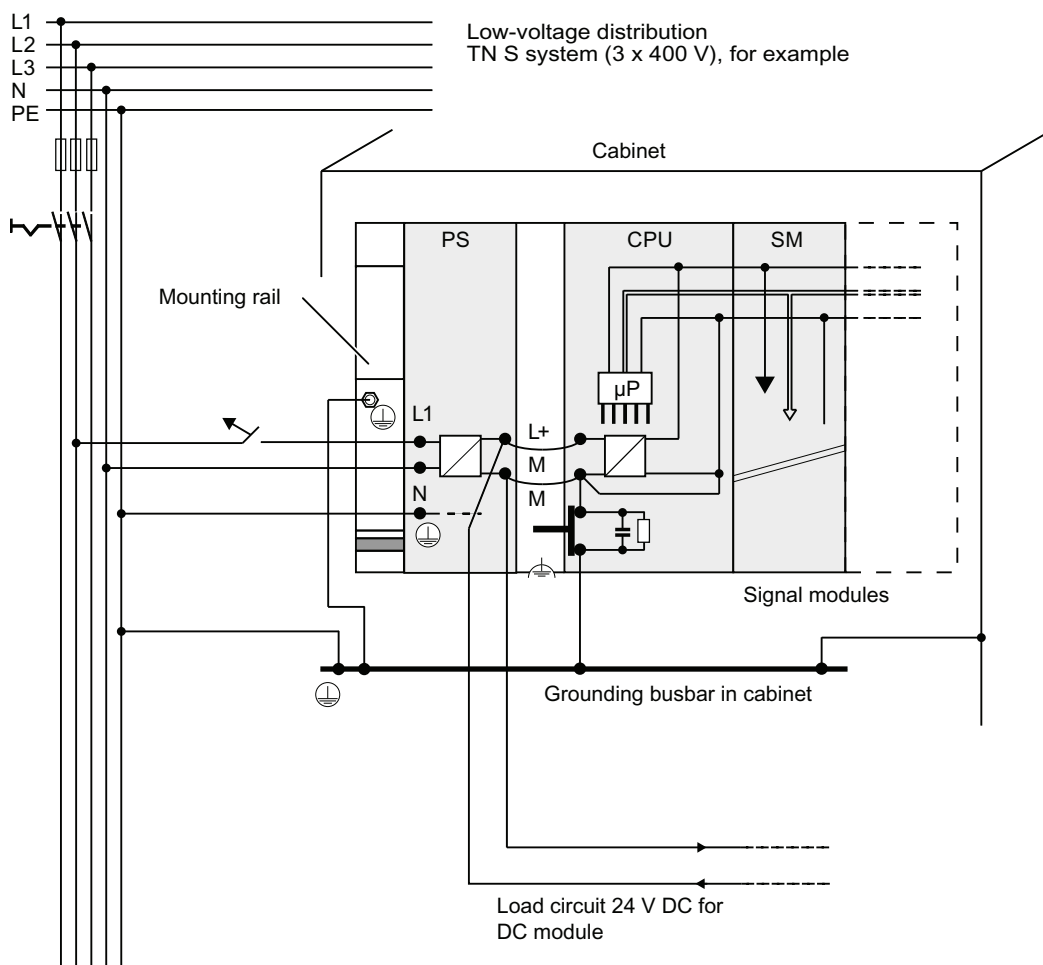 L1
L2
L3
N
PE
Low-voltage distribution
TN S system (3 x 400 V), for example
Cabinet
PS
CPU
SM
Mounting rail
µP
L1
L+
M
N
M
Signal modules
Grounding busbar in cabinet
Load circuit 24 V DC for
DC module